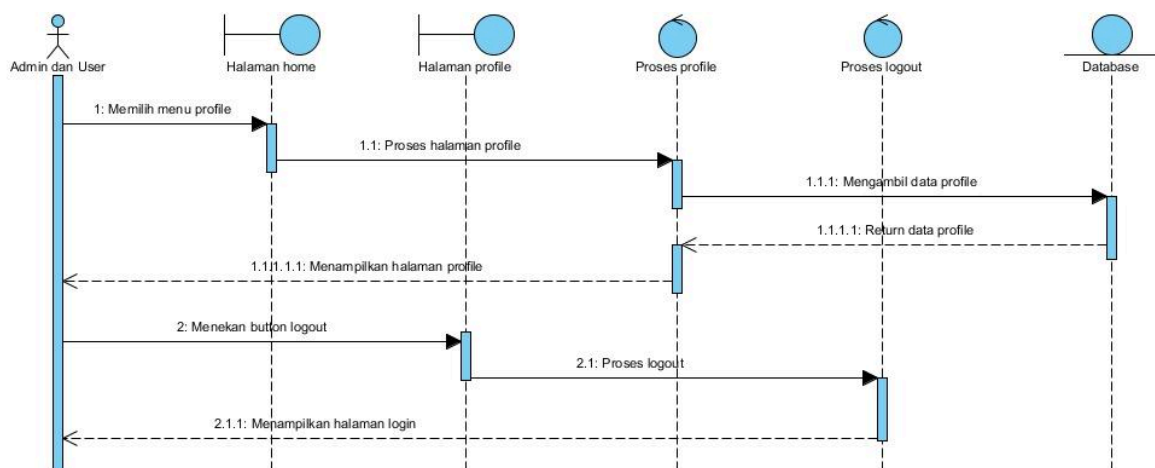 Admin dan User
Halaman home
Halaman profile
Proses profile
Proses logout
Database
1: Memilih menu profile
1.1: Proses halaman profile
1.1.1: Mengambil data profile
1.1.1.1: Return data profile
1.1.1.1.1: Menampilkan halaman profile
2: Menekan button logout
2.1: Proses logout
2.1.1: Menampilkan halaman login